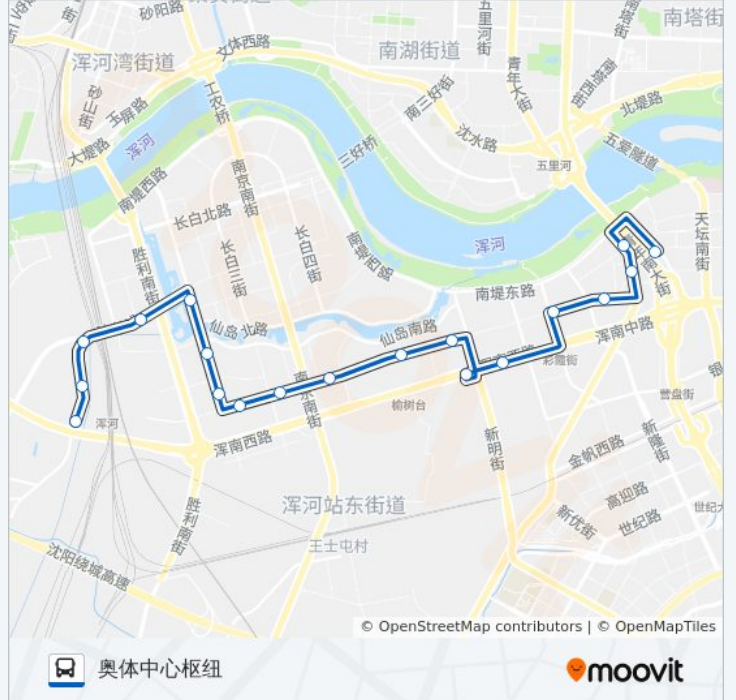 砂阳路
文体西路
南湖街道
五里河街
南塔街
浑河湾街道
砂山街
玉屏路
工农桥
青年大街
南塔西街
南三好街
北堤路
大堤路
浑河
沈水路
五爱隧道
南堤西路
三好桥
五里河
南京南街
长白北路
天坛南街
胜利南街
长白三街
长白四街
南堤西路
浑河
南堤东路
仙岛北路
仙岛南路
浑南中路
彩霞街
银
营盘街
南京南街
榆树台
浑河
浑南西路
新明街
新隆街
金帆西路
高迎路
世纪路
新优街
胜利南街
浑河站东街道
王士屯村
沈阳绕城高速
© OpenStreetMap contributors | © OpenMapTiles
奥体中心枢纽
moovit